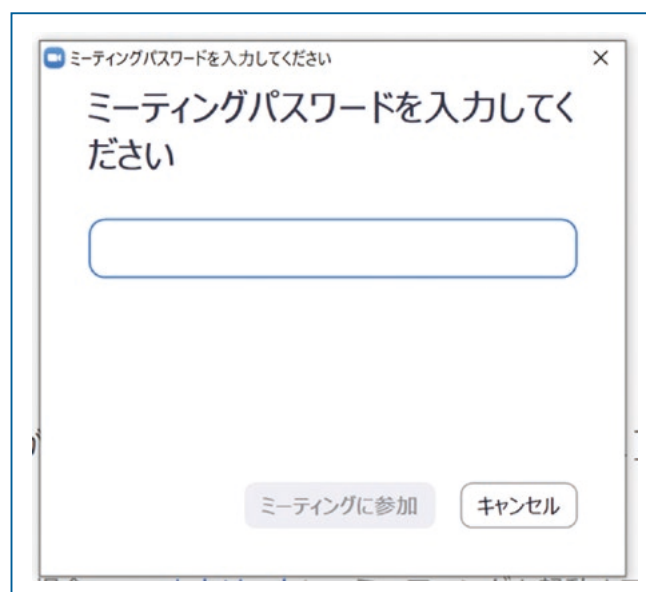 ミーティングパスワードを入力してください
ミーティングパスワードを入力してく
ださい
ミーティングに参加
キャンセル